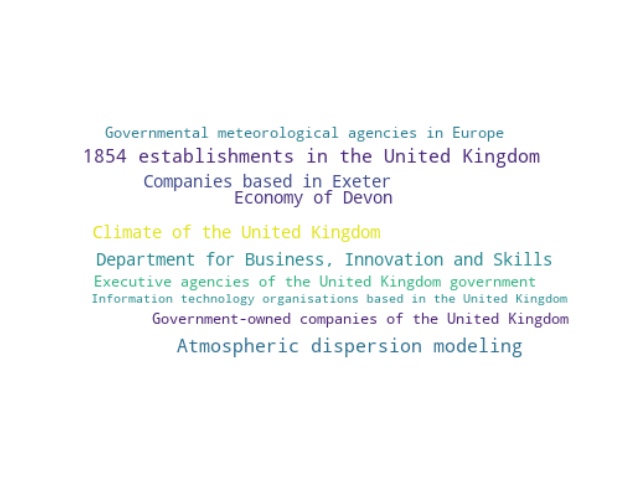 Governmental meteorological agencies in Europe
1854 establishments in the United Kingdom
Companies based in Exeter
Economy of Devon
Climate of the United Kingdom
Department for Business, Innovation and Skills
Executive agencies of the United Kingdom government
Information technology organisations based in the United Kingdom
Government-owned companies of the United Kingdom
Atmospheric dispersion modeling